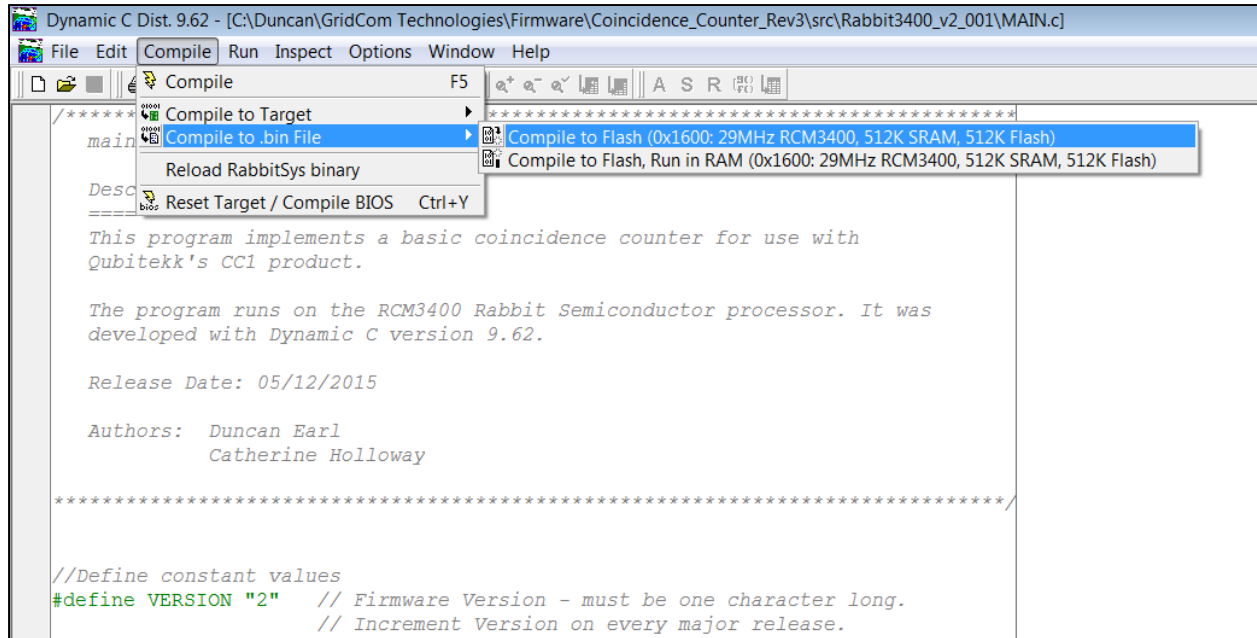 Dynamic C Dist. 9.62 - [C:\Duncan\GridCom Technologies\Firmware\Coincidence_Counter_Rev3\src\Rabbit3400_v2_001\MAIN.c]
File Edit Compile Run Inspect Options Window Help
Compile F5
A S R
/****** *******************************************
Compile to Target
main
Compile to .bin File
Compile to Flash (0x1600: 29MHz RCM3400, 512K SRAM, 512K Flash)
Compile to Flash, Run in RAM (0x1600: 29MHz RCM3400, 512K SRAM, 512K Flash)
Reload RabbitSys binary
Desc
Reset Target / Compile BIOS Ctrl+Y
====
This program implements a basic coincidence counter for use with
Qubitekk's CC1 product.
The program runs on the RCM3400 Rabbit Semiconductor processor. It was
developed with Dynamic C version 9.62.
Release Date: 05/12/2015
Authors: Duncan Earl
Catherine Holloway
*******************************************************************************/
//Define constant values
#define VERSION "2" // Firmware Version - must be one character long.
// Increment Version on every major release.